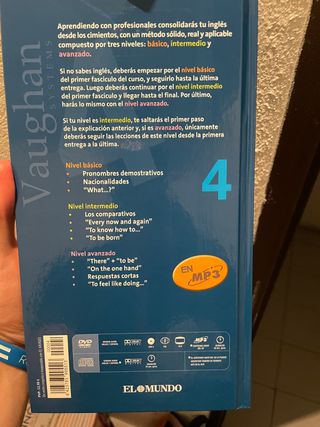 Aprendiendo con profesionales consolidarás tu inglés
desde los cimientos, con un método sólido, real y aplicable
compuesto por tres niveles: básico, intermedio y
avanzado.
Si no sabes inglés, deberás empezar por el nivel básico
del primer fascículo del curso, y seguirlo hasta la última
entrega. Luego deberás continuar por el nivel intermedio
del primer fascículo y llegar hasta el final. Por último,
harás lo mismo con el nivel avanzado.
Si tu nivel es intermedio, te saltarás el primer paso
de la explicación anterior y, si es avanzado, únicamente
deberás seguir las lecciones de este nivel desde la primera
entrega a la última.
Vaughan
SYSTEMS
4
Nivel básico
• Pronombres demostrativos
• Nacionalidades
• "What...?"
Nivel intermedio
• Los comparativos
• "Every now and again"
• "To know how to..."
• "To be born"
Nivel avanzado
• "There" + "to be"
• "On the one hand"
• Respuestas cortas
• "To feel like doing..."
EN
MP3
DVD
MP3
EL MUNDO